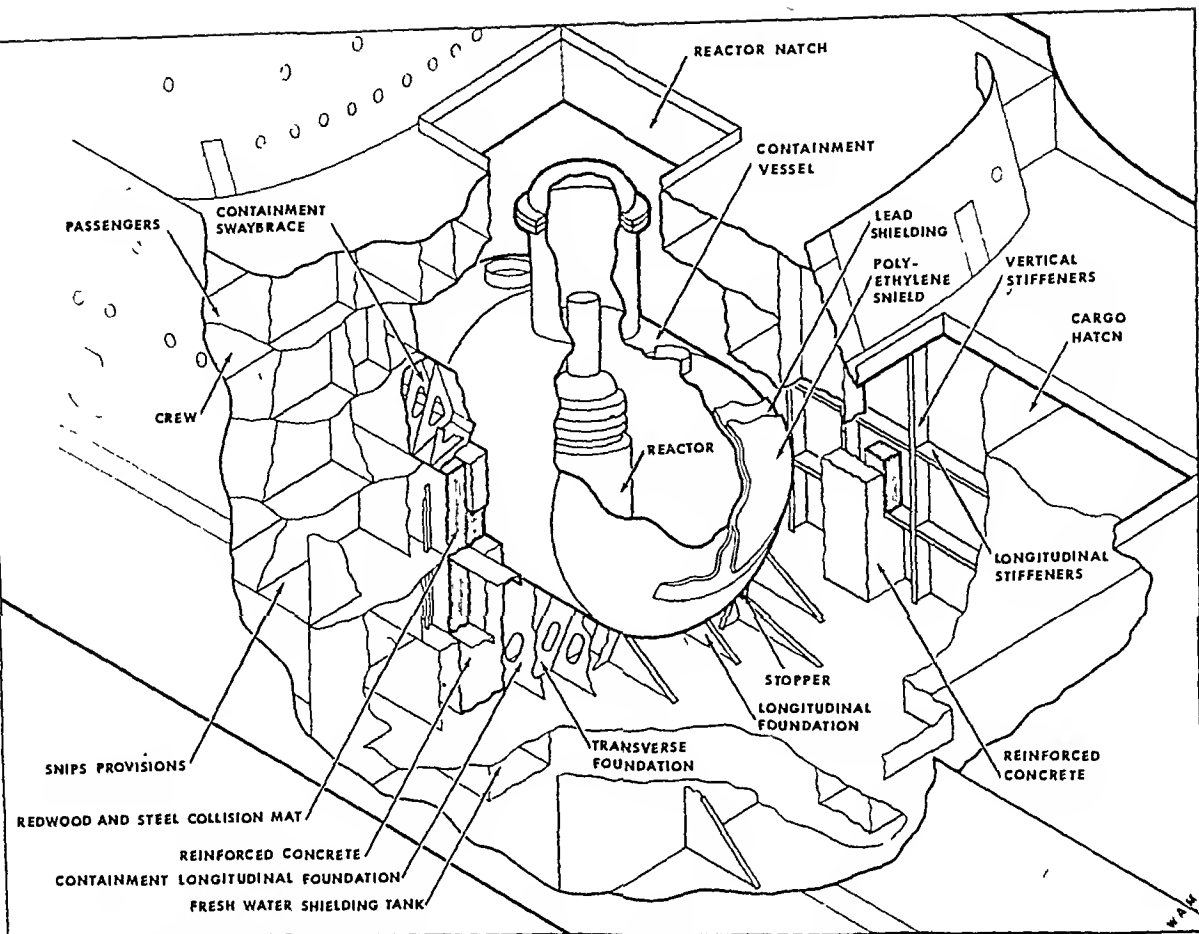 REACTOR NATCH
CONTAINMENT
VESSEL
PASSENGERS
CONTAINMENT
SWAYBRACE
LEAD
SHIELDING
POLY-
ETHYLENE
SNIELD
VERTICAL
STIFFENERS
CARGO
HATCN
CREW
REACTOR
LONGITUDINAL
STIFFENERS
STOPPER
LONGITUDINAL
FOUNDATION
TRANSVERSE
FOUNDATION
REINFORCED
CONCRETE
SNIPS PROVISIONS
REDWOOD AND STEEL COLLISION MAT
REINFORCED CONCRETE
CONTAINMENT LONGITUDINAL FOUNDATION
FRESH WATER SHIELDING TANK
WAM